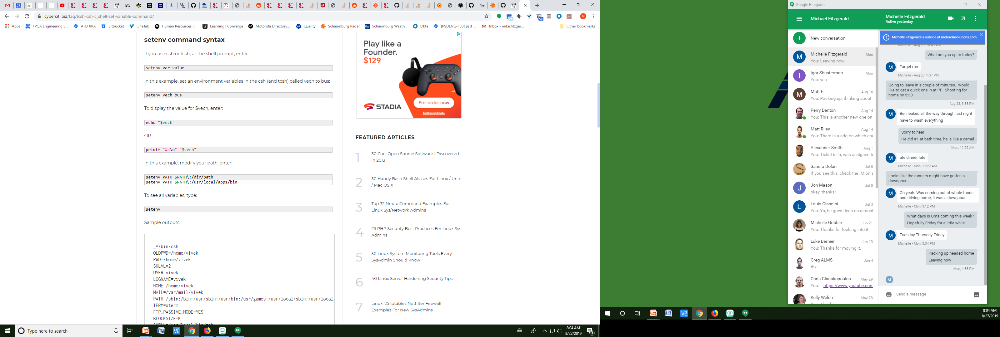 27
UL
EDA
Ne
cyberciti.biz/faq/tcsh-csh-c_shell-set-variable-command/
Apps
FPGA Engineering S...
ATD JIRA
Bitbucket
OneTab
Human Resources |...
Learning | Converge
Motorola Directory...
Quality
Schaumburg Radar
Schaumburg Weath...
Okta
[PSDENG-133] psd_...
Inbox - mike.fitzger...
Other bookmarks
setenv command syntax
If you use csh or tcsh, at the shell prompt, enter:
setenv var value
In this example, set an environment variables in the csh (and tcsh) called vech to bus:
setenv vech bus
To display the value for $vech, enter:
echo "$vech"
OR
printf "%s\n" "$vech"
In this example, modify your path, enter:
setenv PATH $PATH\:/dir/path
setenv PATH $PATH\:/usr/local/app1/bin
To see all variables, type:
setenv
Sample outputs:
_=/bin/csh
OLDPWD=/home/vivek
PWD=/home/vivek
SHLVL=2
USER=vivek
LOGNAME=vivek
HOME=/home/vivek
MAIL=/var/mail/vivek
PATH=/sbin:/bin:/usr/sbin:/usr/bin:/usr/games:/usr/local/sbin:/usr/local/
TERM=xterm
FTP_PASSIVE_MODE=YES
BLOCKSIZE=K
Play like a
Founder.
$129
STADIA
Pre-order now
Additional details.
FEATURED ARTICLES
1
30 Cool Open Source Software I Discovered
in 2013
2
30 Handy Bash Shell Aliases For Linux / Unix
/ Mac OS X
3
Top 32 Nmap Command Examples For
Linux Sys/Network Admins
4
25 PHP Security Best Practices For Linux Sys
Admins
5
30 Linux System Monitoring Tools Every
SysAdmin Should Know
6
40 Linux Server Hardening Security Tips
7
Linux: 25 Iptables Netfilter Firewall
Examples For New SysAdmins
Type here to search
8:04 AM
8/27/2019
3
Google Hangouts
Michael Fitzgerald
New conversation
M
Michelle Fitzgerald
Mon
You: Leaving now
I
Igor Shusterman
Mon
You: yes
M
Matt F
Aug 16
You: Packing up, thinking about
Perry Denton
Aug 14
You: This is another new one on
Matt Riley
Aug 14
You: There is a add-on which cha
Alexander Smith
Aug 1
You: Ticket is in, was assigned to
Sandra Dolan
Jul 8
If you see this, check the IM on a
J
Jon Mason
Jul 8
okay, thanks!
L
Louis Giannini
Jul 3
You: Ya, he goes deep on almost
Michelle Gribble
Jun 21
You: Thanks for looking into it.
Luke Bernier
Jun 13
You: Thanks for moving it.
Greg ALMS
Jun 4
thx
Chris Gianakopoulos
May 29
You: https://www.youtube.com
Kelly Welsh
May 28
Michelle Fitzgerald
Active yesterday
Michelle Fitzgerald is outside of motorolasolutions.com
Michelle • Aug 23, 10:46 AM
What are you up to today?
M
Target run
Michelle • Aug 23, 1:37 PM
Going to leave in a couple of minutes. Would
like to get a quick one in at PF. Shooting for
home by 5:30
Aug 23, 3:35 PM
M
Ben leaked all the way through last night
have to wash everything
Sorry to hear
He did #1 at bath time, he is like a camel
Mon, 11:02 AM
M
ate dinner late
Michelle • Mon, 11:22 AM
Looks like the runners might have gotten a
downpour
M
Oh yeah. Was coming out of whole foods
and driving home, it was a downpour
Michelle • Mon, 3:12 PM
What days is Gma coming this week?
Hopefully Friday for a little while
M
Tuesday Thursday Friday
Michelle • Mon, 3:34 PM
Packing up headed home
Leaving now
Mon, 4:35 PM
M
Send a message
8:04 AM
8/27/2019